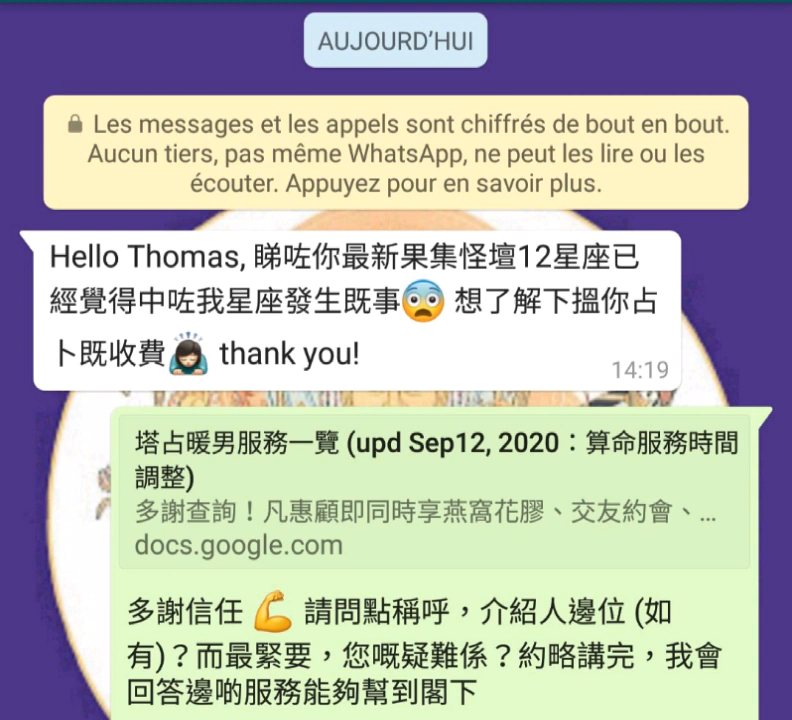 AUJOURD'HUI
Les messages et les appels sont chiffrés de bout en bout.
Aucun tiers, pas même WhatsApp, ne peut les lire ou les
écouter. Appuyez pour en savoir plus.
Hello Thomas, 睇咗你最新果集怪壇12星座已
經覺得中咗我星座發生既事😨 想了解下搵你占
卜既收費🙇🏻‍♀️ thank you!
14:19
塔占暖男服務一覽 (upd Sep12, 2020：算命服務時間
調整)
多謝查詢！凡惠顧即同時享燕窩花膠、交友約會、...
docs.google.com
多謝信任 💪 請問點稱呼，介紹人邊位 (如
有)？而最緊要，您嘅疑難係？約略講完，我會
回答邊啲服務能夠幫到閣下